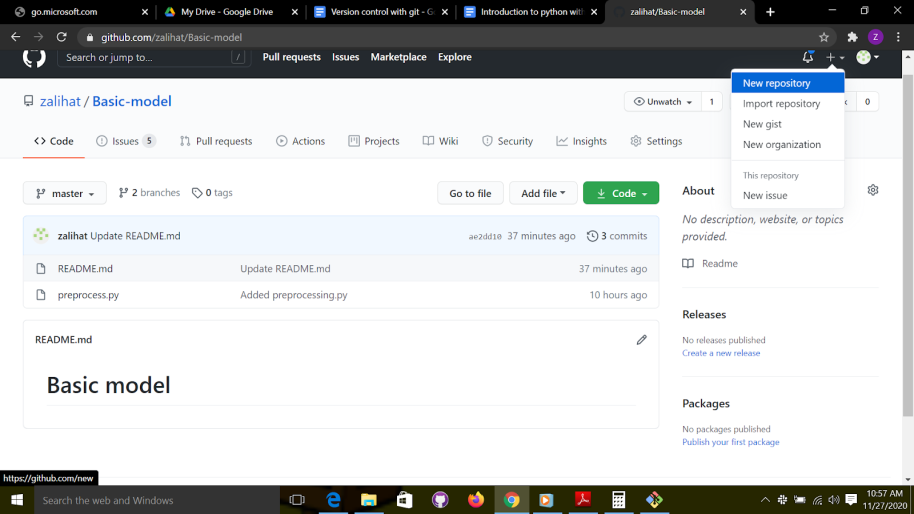 go.microsoft.com
My Drive - Google Drive
Version control with git - G
Introduction to python with
zalihat/Basic-model
github.com/zalihat/Basic-model
Z
Search or jump to...
/
Pull requests
Issues
Marketplace
Explore
zalihat / Basic-model
Unwatch
1
0
New repository
Import repository
New gist
New organization
This repository
New issue
Code
Issues 5
Pull requests
Actions
Projects
Wiki
Security
Insights
Settings
master
2 branches
0 tags
Go to file
Add file
Code
zalihat Update README.md
ae2dd10 37 minutes ago
3 commits
README.md
Update README.md
37 minutes ago
preprocess.py
Added preprocessing.py
10 hours ago
README.md
Basic model
About
No description, website, or topics
provided.
Readme
Releases
No releases published
Create a new release
Packages
No packages published
Publish your first package
https://github.com/new
Search the web and Windows
10:57 AM
11/27/2020